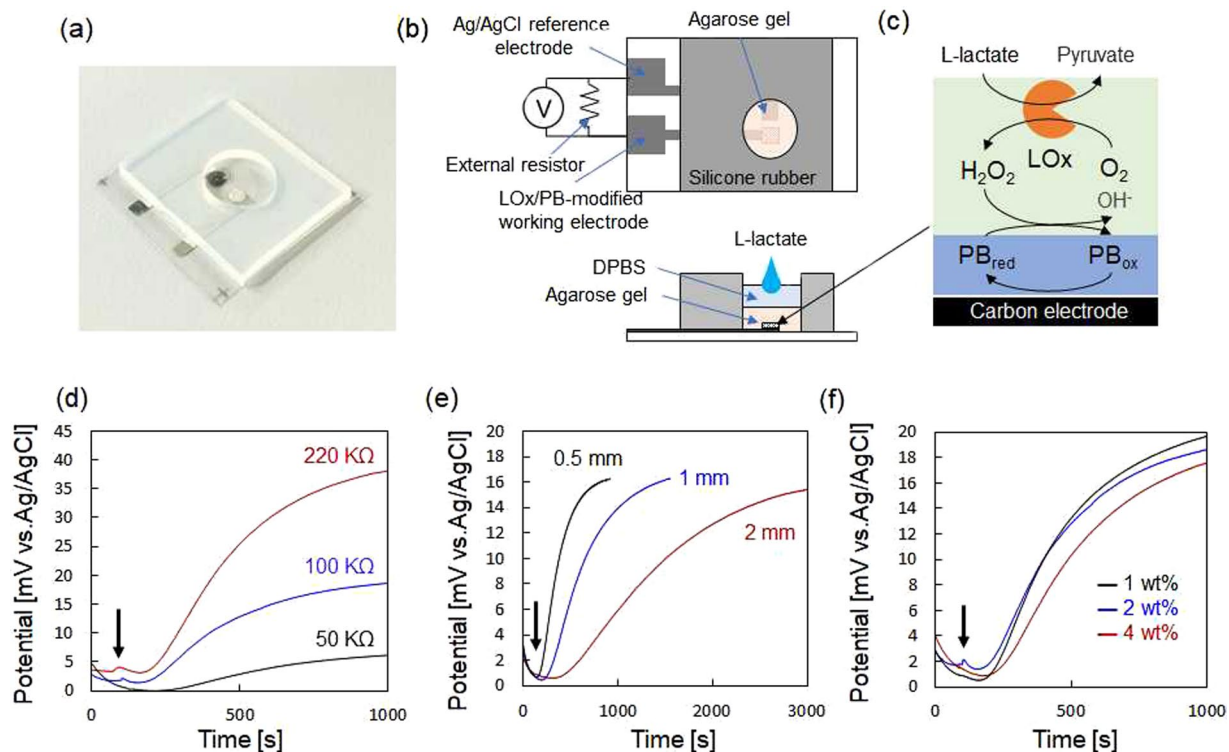 (a)
(b)
Ag/AgCl reference
electrode
Agarose gel
V
External resistor
LOx/PB-modified
working electrode
Silicone rubber
L-lactate
DPBS
Agarose gel
(c)
L-lactate
Pyruvate
LOx
H₂O₂
O₂
OH⁻
PBred
PBox
Carbon electrode
(d)
Potential [mV vs.Ag/AgCl]
45
40
35
30
25
20
15
10
5
0
220 KΩ
100 KΩ
50 KΩ
0 500 1000
Time [s]
(e)
Potential [mV vs.Ag/AgCl]
20
18
16
14
12
10
8
6
4
2
0
0.5 mm
1 mm
2 mm
0 1000 2000 3000
Time [s]
(f)
Potential [mV vs.Ag/AgCl]
20
18
16
14
12
10
8
6
4
2
0
1 wt%
2 wt%
4 wt%
0 500 1000
Time [s]